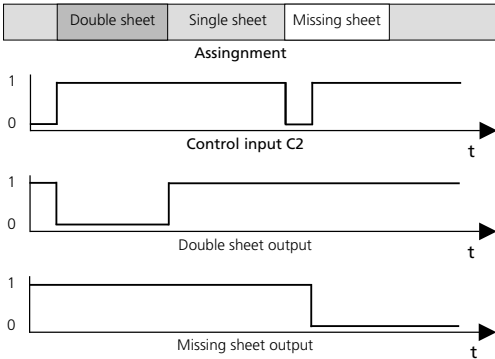 Double sheet Single sheet Missing sheet
Assingnment
1
0
Control input C2
t
1
0
Double sheet output
t
1
0
Missing sheet output
t